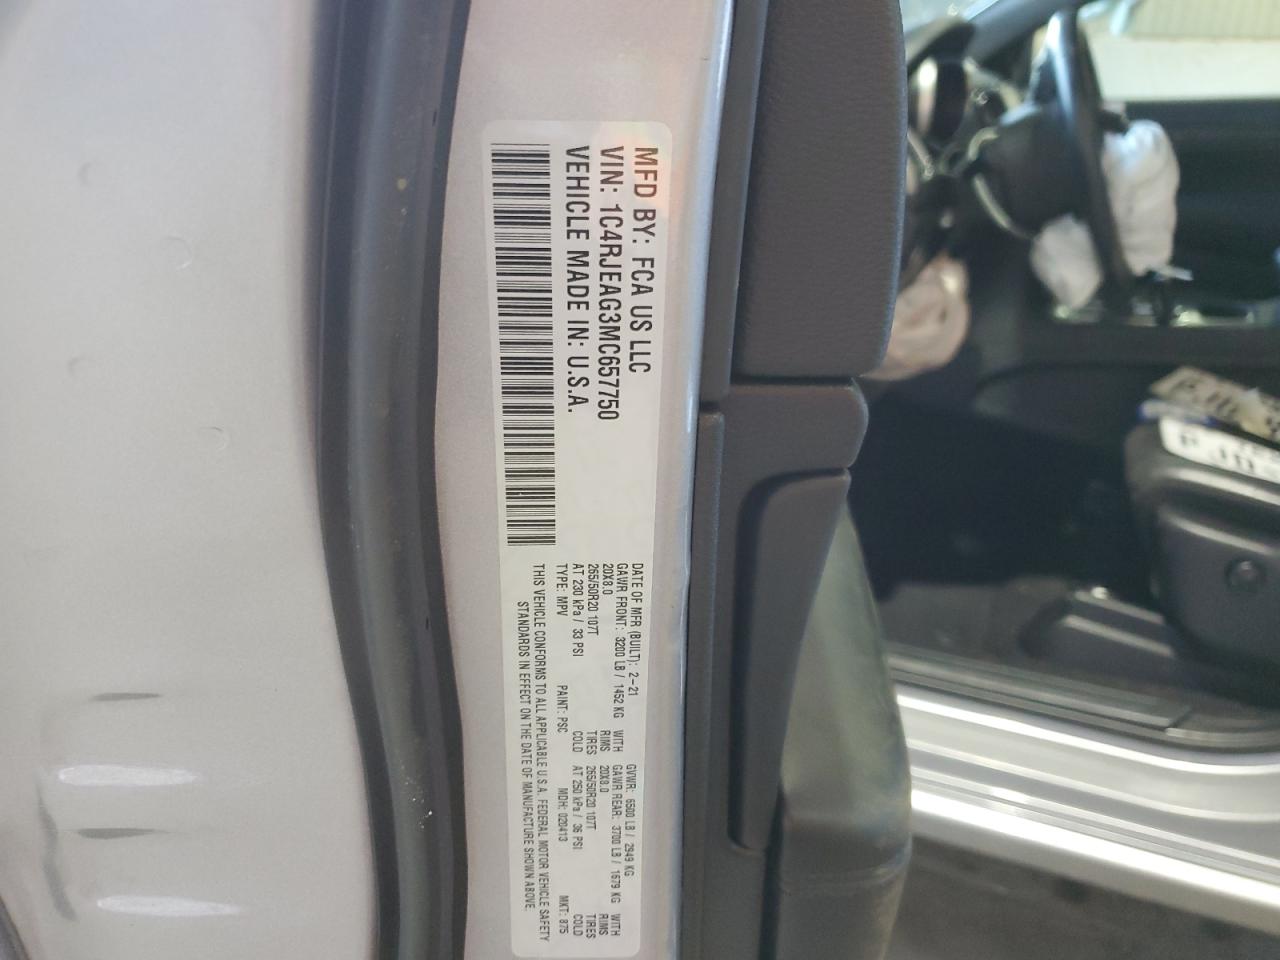 MFD BY: FCA US LLC
VIN: 1C4RJEAG3MC657750
VEHICLE MADE IN: U.S.A.
DATE OF MFR (BUILT): 2-21 GVWR: 6500 LB / 2949 KG
GAWR FRONT: 3200 LB / 1452 KG WITH GAWR REAR: 3700 LB / 1679 KG WITH
20X8.0 RIMS 20X8.0 RIMS
265/50R20 107T TIRES 265/50R20 107T TIRES
AT 230 kPa / 33 PSI COLD AT 250 kPa / 36 PSI COLD
TYPE: MPV PAINT: PSC MDH: 020413 MKT: 875
THIS VEHICLE CONFORMS TO ALL APPLICABLE U.S.A. FEDERAL MOTOR VEHICLE SAFETY
STANDARDS IN EFFECT ON THE DATE OF MANUFACTURE SHOWN ABOVE.